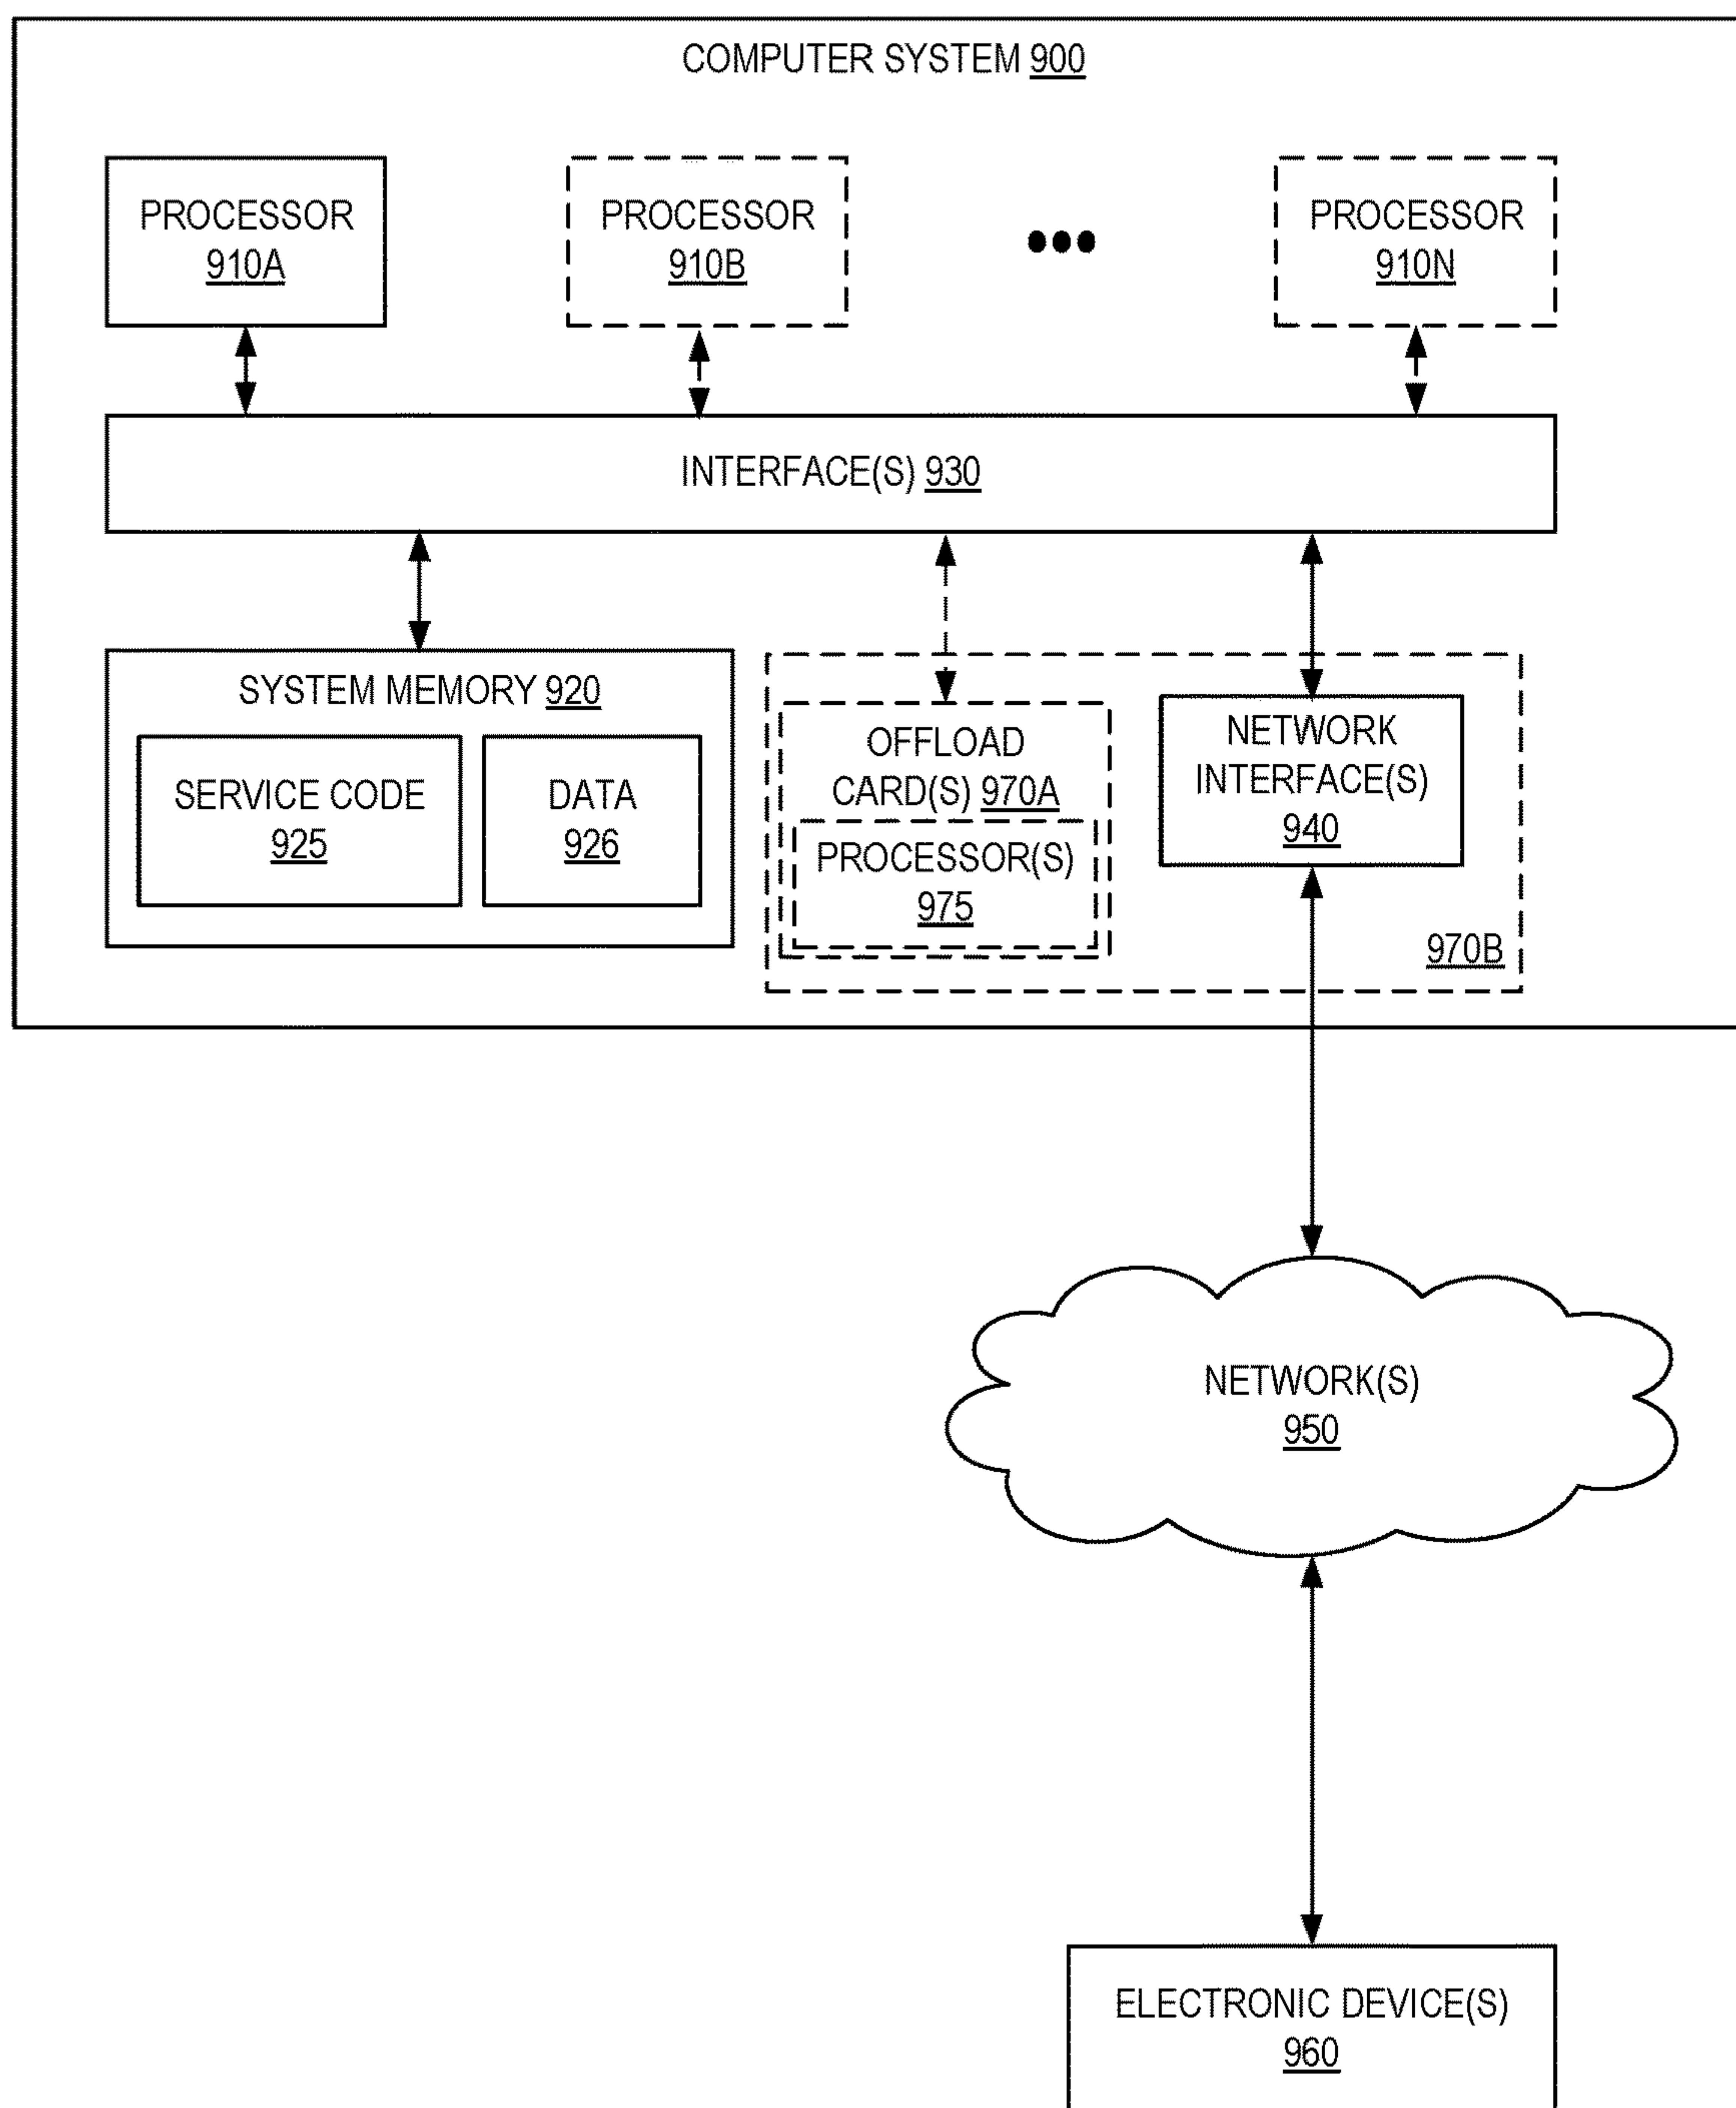 COMPUTER SYSTEM 900
PROCESSOR
910A
PROCESSOR
910B
PROCESSOR
910N
INTERFACE(S) 930
SYSTEM MEMORY 920
SERVICE CODE
925
DATA
926
OFFLOAD
CARD(S) 970A
PROCESSOR(S)
975
NETWORK
INTERFACE(S)
940
970B
NETWORK(S)
950
ELECTRONIC DEVICE(S)
960